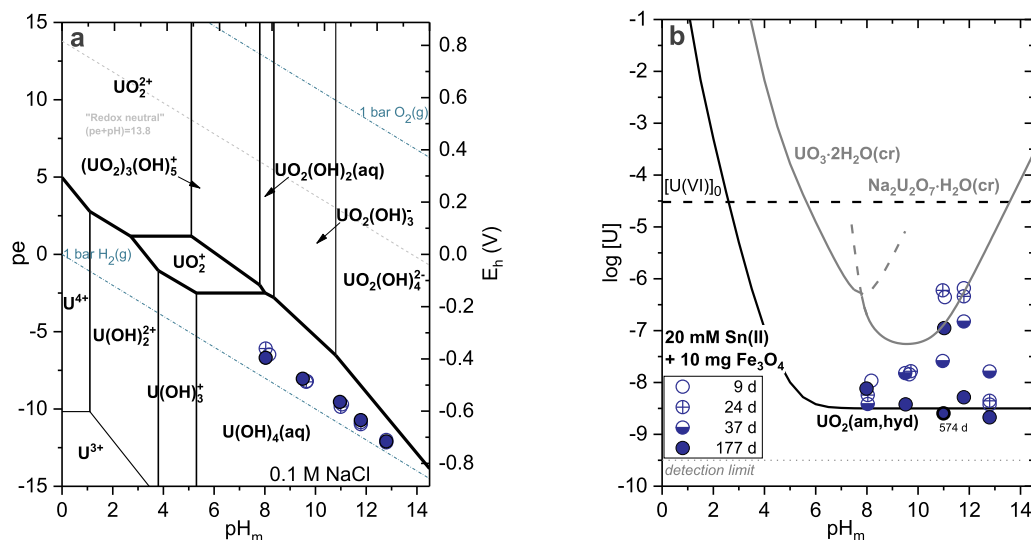 a
15
10
5
0
-5
-10
-15
pe
0 2 4 6 8 10 12 14
pH_m
0.8
0.6
0.4
0.2
0.0
-0.2
-0.4
-0.6
-0.8
E_h (V)
UO₂²⁺
"Redox neutral"
(pe+pH)=13.8
1 bar O₂(g)
(UO₂)₃(OH)₅⁺
UO₂(OH)₂(aq)
UO₂(OH)₃⁻
1 bar H₂(g)
UO₂⁺
UO₂(OH)₄²⁻
U⁴⁺
U(OH)₂²⁺
U(OH)₃⁺
U(OH)₄(aq)
U³⁺
0.1 M NaCl
b
-1
-2
-3
-4
-5
-6
-7
-8
-9
-10
log [U]
0 2 4 6 8 10 12 14
pH_m
UO₃·2H₂O(cr)
Na₂U₂O₇·H₂O(cr)
[U(VI)]₀
20 mM Sn(II)
+ 10 mg Fe₃O₄
9 d
24 d
37 d
177 d
UO₂(am,hyd)
574 d
detection limit